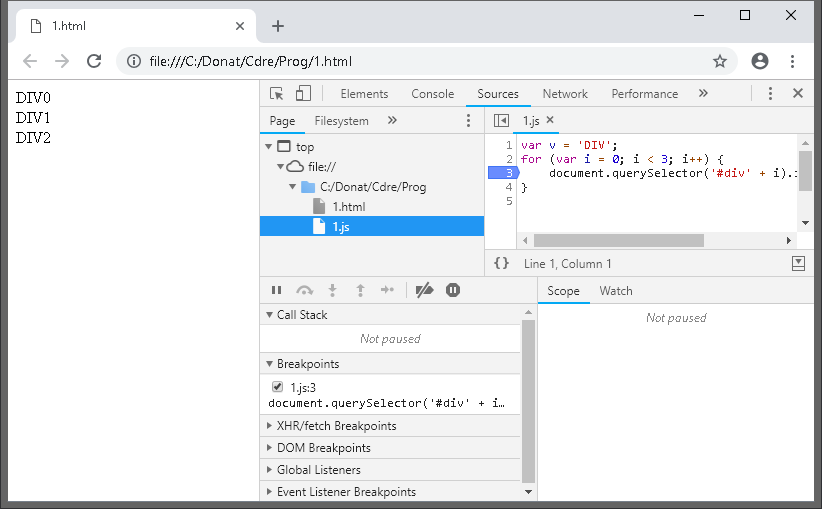 1.html
file:///C:/Donat/Cdre/Prog/1.html
DIV0
DIV1
DIV2
Elements Console Sources Network Performance
Page Filesystem
top
file://
C:/Donat/Cdre/Prog
1.html
1.js
1.js
1 var v = 'DIV';
2 for (var i = 0; i < 3; i++) {
3 document.querySelector('#div' + i).
4 }
5
{} Line 1, Column 1
Call Stack
Not paused
Breakpoints
1.js:3
document.querySelector('#div' + i…
XHR/fetch Breakpoints
DOM Breakpoints
Global Listeners
Event Listener Breakpoints
Scope Watch
Not paused